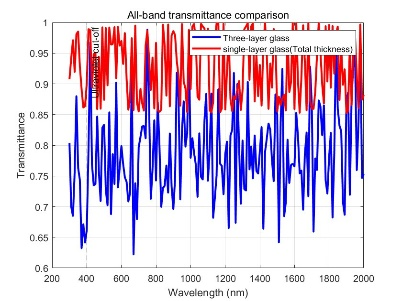 All-band transmittance comparison
Three-layer glass
single-layer glass(Total thickness)
cut-off
Transmittance
1
0.95
0.9
0.85
0.8
0.75
0.7
0.65
0.6
200 400 600 800 1000 1200 1400 1600 1800 2000
Wavelength (nm)